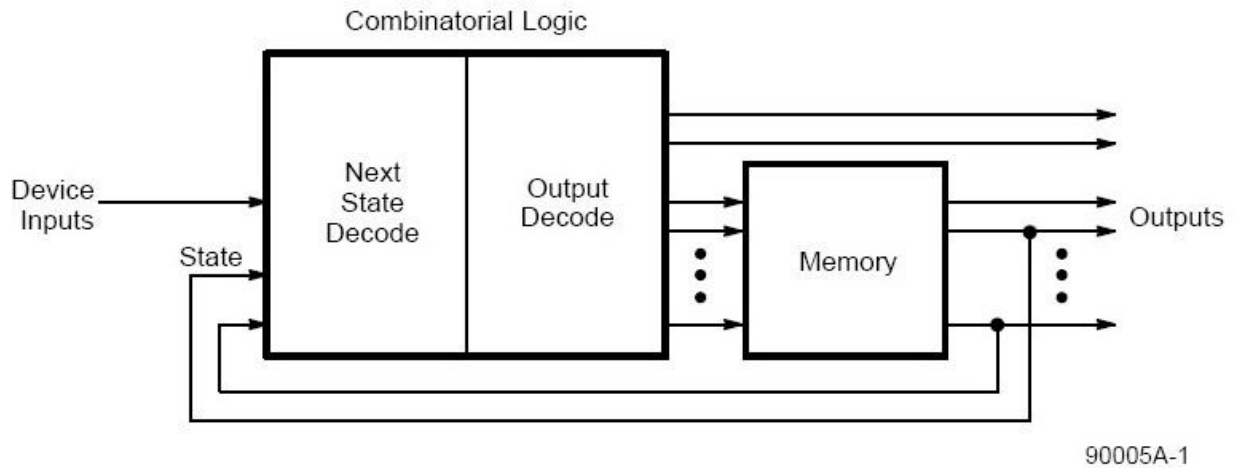 Combinatorial Logic
Device
Inputs
State
Next
State
Decode
Output
Decode
Memory
Outputs
90005A-1